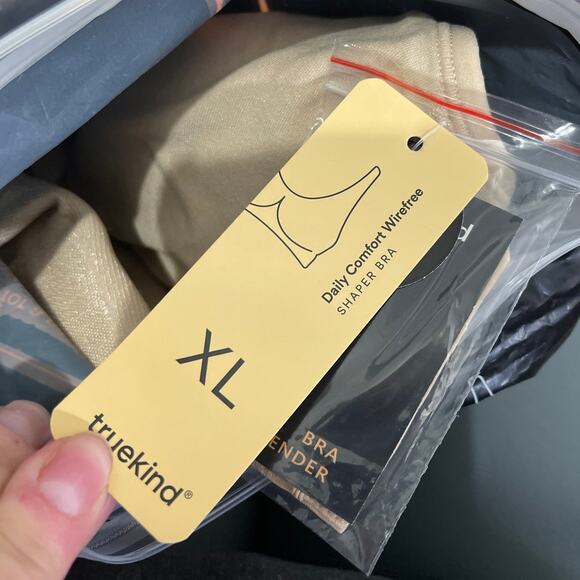 Daily Comfort Wirefree
SHAPER BRA
XL
truekind®
BRA
ENDER